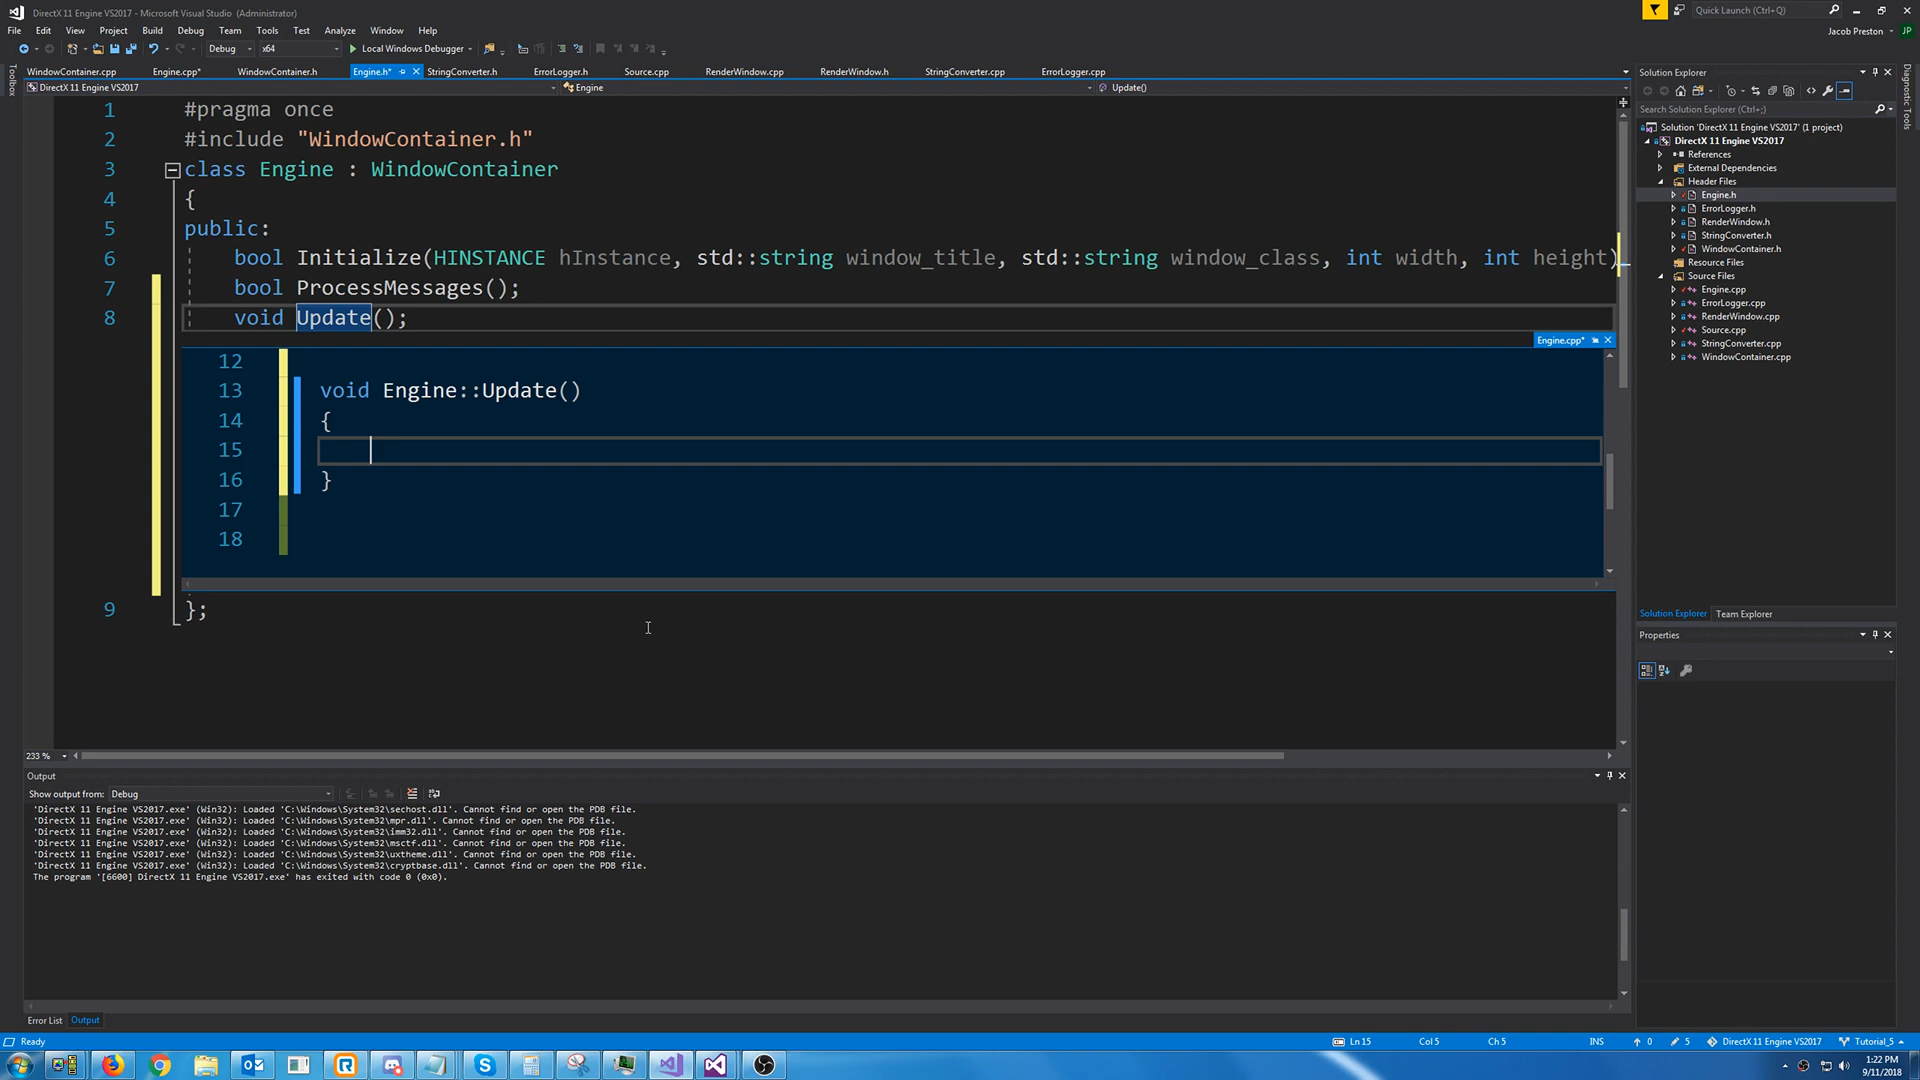 DirectX 11 Engine VS2017 - Microsoft Visual Studio (Administrator)
Quick Launch (Ctrl+Q)
File Edit View Project Build Debug Team Tools Test Analyze Window Help
Jacob Preston JP
Debug x64 Local Windows Debugger
WindowContainer.cpp Engine.cpp* WindowContainer.h Engine.h* StringConverter.h ErrorLogger.h Source.cpp RenderWindow.cpp RenderWindow.h StringConverter.cpp ErrorLogger.cpp
DirectX 11 Engine VS2017 Engine Update()
Toolbox
1 #pragma once
2 #include "WindowContainer.h"
3 class Engine : WindowContainer
4 {
5 public:
6 bool Initialize(HINSTANCE hInstance, std::string window_title, std::string window_class, int width, int height)
7 bool ProcessMessages();
8 void Update();
Engine.cpp*
12
13 void Engine::Update()
14 {
15
16 }
17
18
9 };
233 %
Output
Show output from: Debug
'DirectX 11 Engine VS2017.exe' (Win32): Loaded 'C:\Windows\System32\sechost.dll'. Cannot find or open the PDB file.
'DirectX 11 Engine VS2017.exe' (Win32): Loaded 'C:\Windows\System32\mpr.dll'. Cannot find or open the PDB file.
'DirectX 11 Engine VS2017.exe' (Win32): Loaded 'C:\Windows\System32\imm32.dll'. Cannot find or open the PDB file.
'DirectX 11 Engine VS2017.exe' (Win32): Loaded 'C:\Windows\System32\msctf.dll'. Cannot find or open the PDB file.
'DirectX 11 Engine VS2017.exe' (Win32): Loaded 'C:\Windows\System32\uxtheme.dll'. Cannot find or open the PDB file.
'DirectX 11 Engine VS2017.exe' (Win32): Loaded 'C:\Windows\System32\cryptbase.dll'. Cannot find or open the PDB file.
The program '[6600] DirectX 11 Engine VS2017.exe' has exited with code 0 (0x0).
Error List Output
Solution Explorer
Search Solution Explorer (Ctrl+;)
Solution 'DirectX 11 Engine VS2017' (1 project)
DirectX 11 Engine VS2017
References
External Dependencies
Header Files
Engine.h
ErrorLogger.h
RenderWindow.h
StringConverter.h
WindowContainer.h
Resource Files
Source Files
Engine.cpp
ErrorLogger.cpp
RenderWindow.cpp
Source.cpp
StringConverter.cpp
WindowContainer.cpp
Solution Explorer Team Explorer
Properties
Diagnostic Tools
Ready Ln 15 Col 5 Ch 5 INS 0 5 DirectX 11 Engine VS2017 Tutorial_5
1:22 PM
9/11/2018